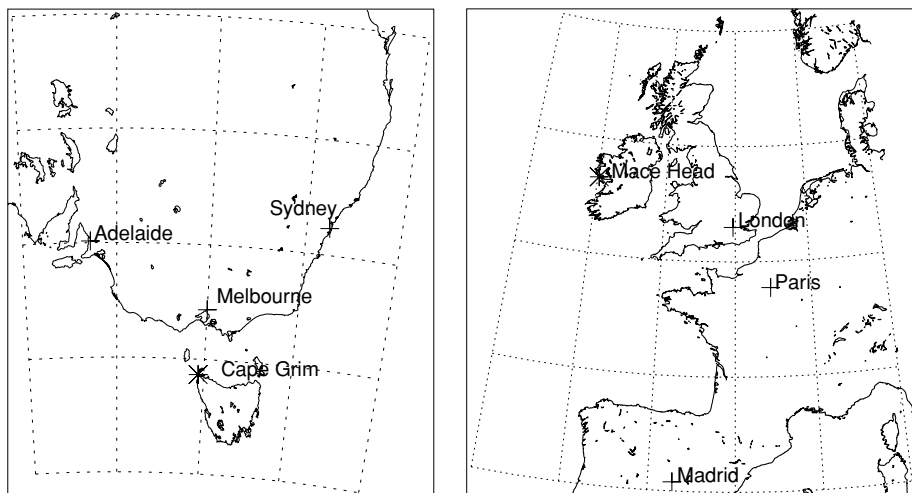 Sydney
Adelaide
Melbourne
Cape Grim
Mace Head
London
Paris
Madrid